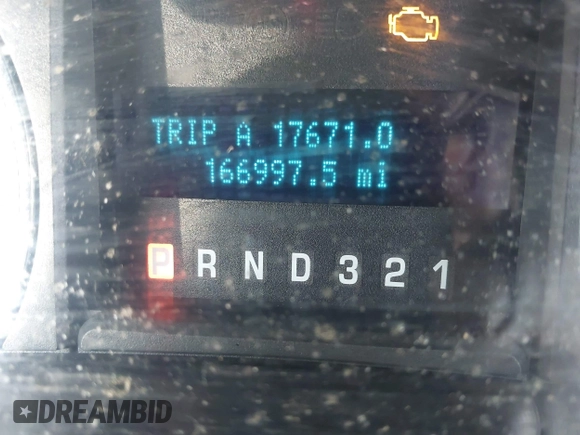 TRIP A 17671.0
166997.5 mi
P R N D 3 2 1
DREAMBID